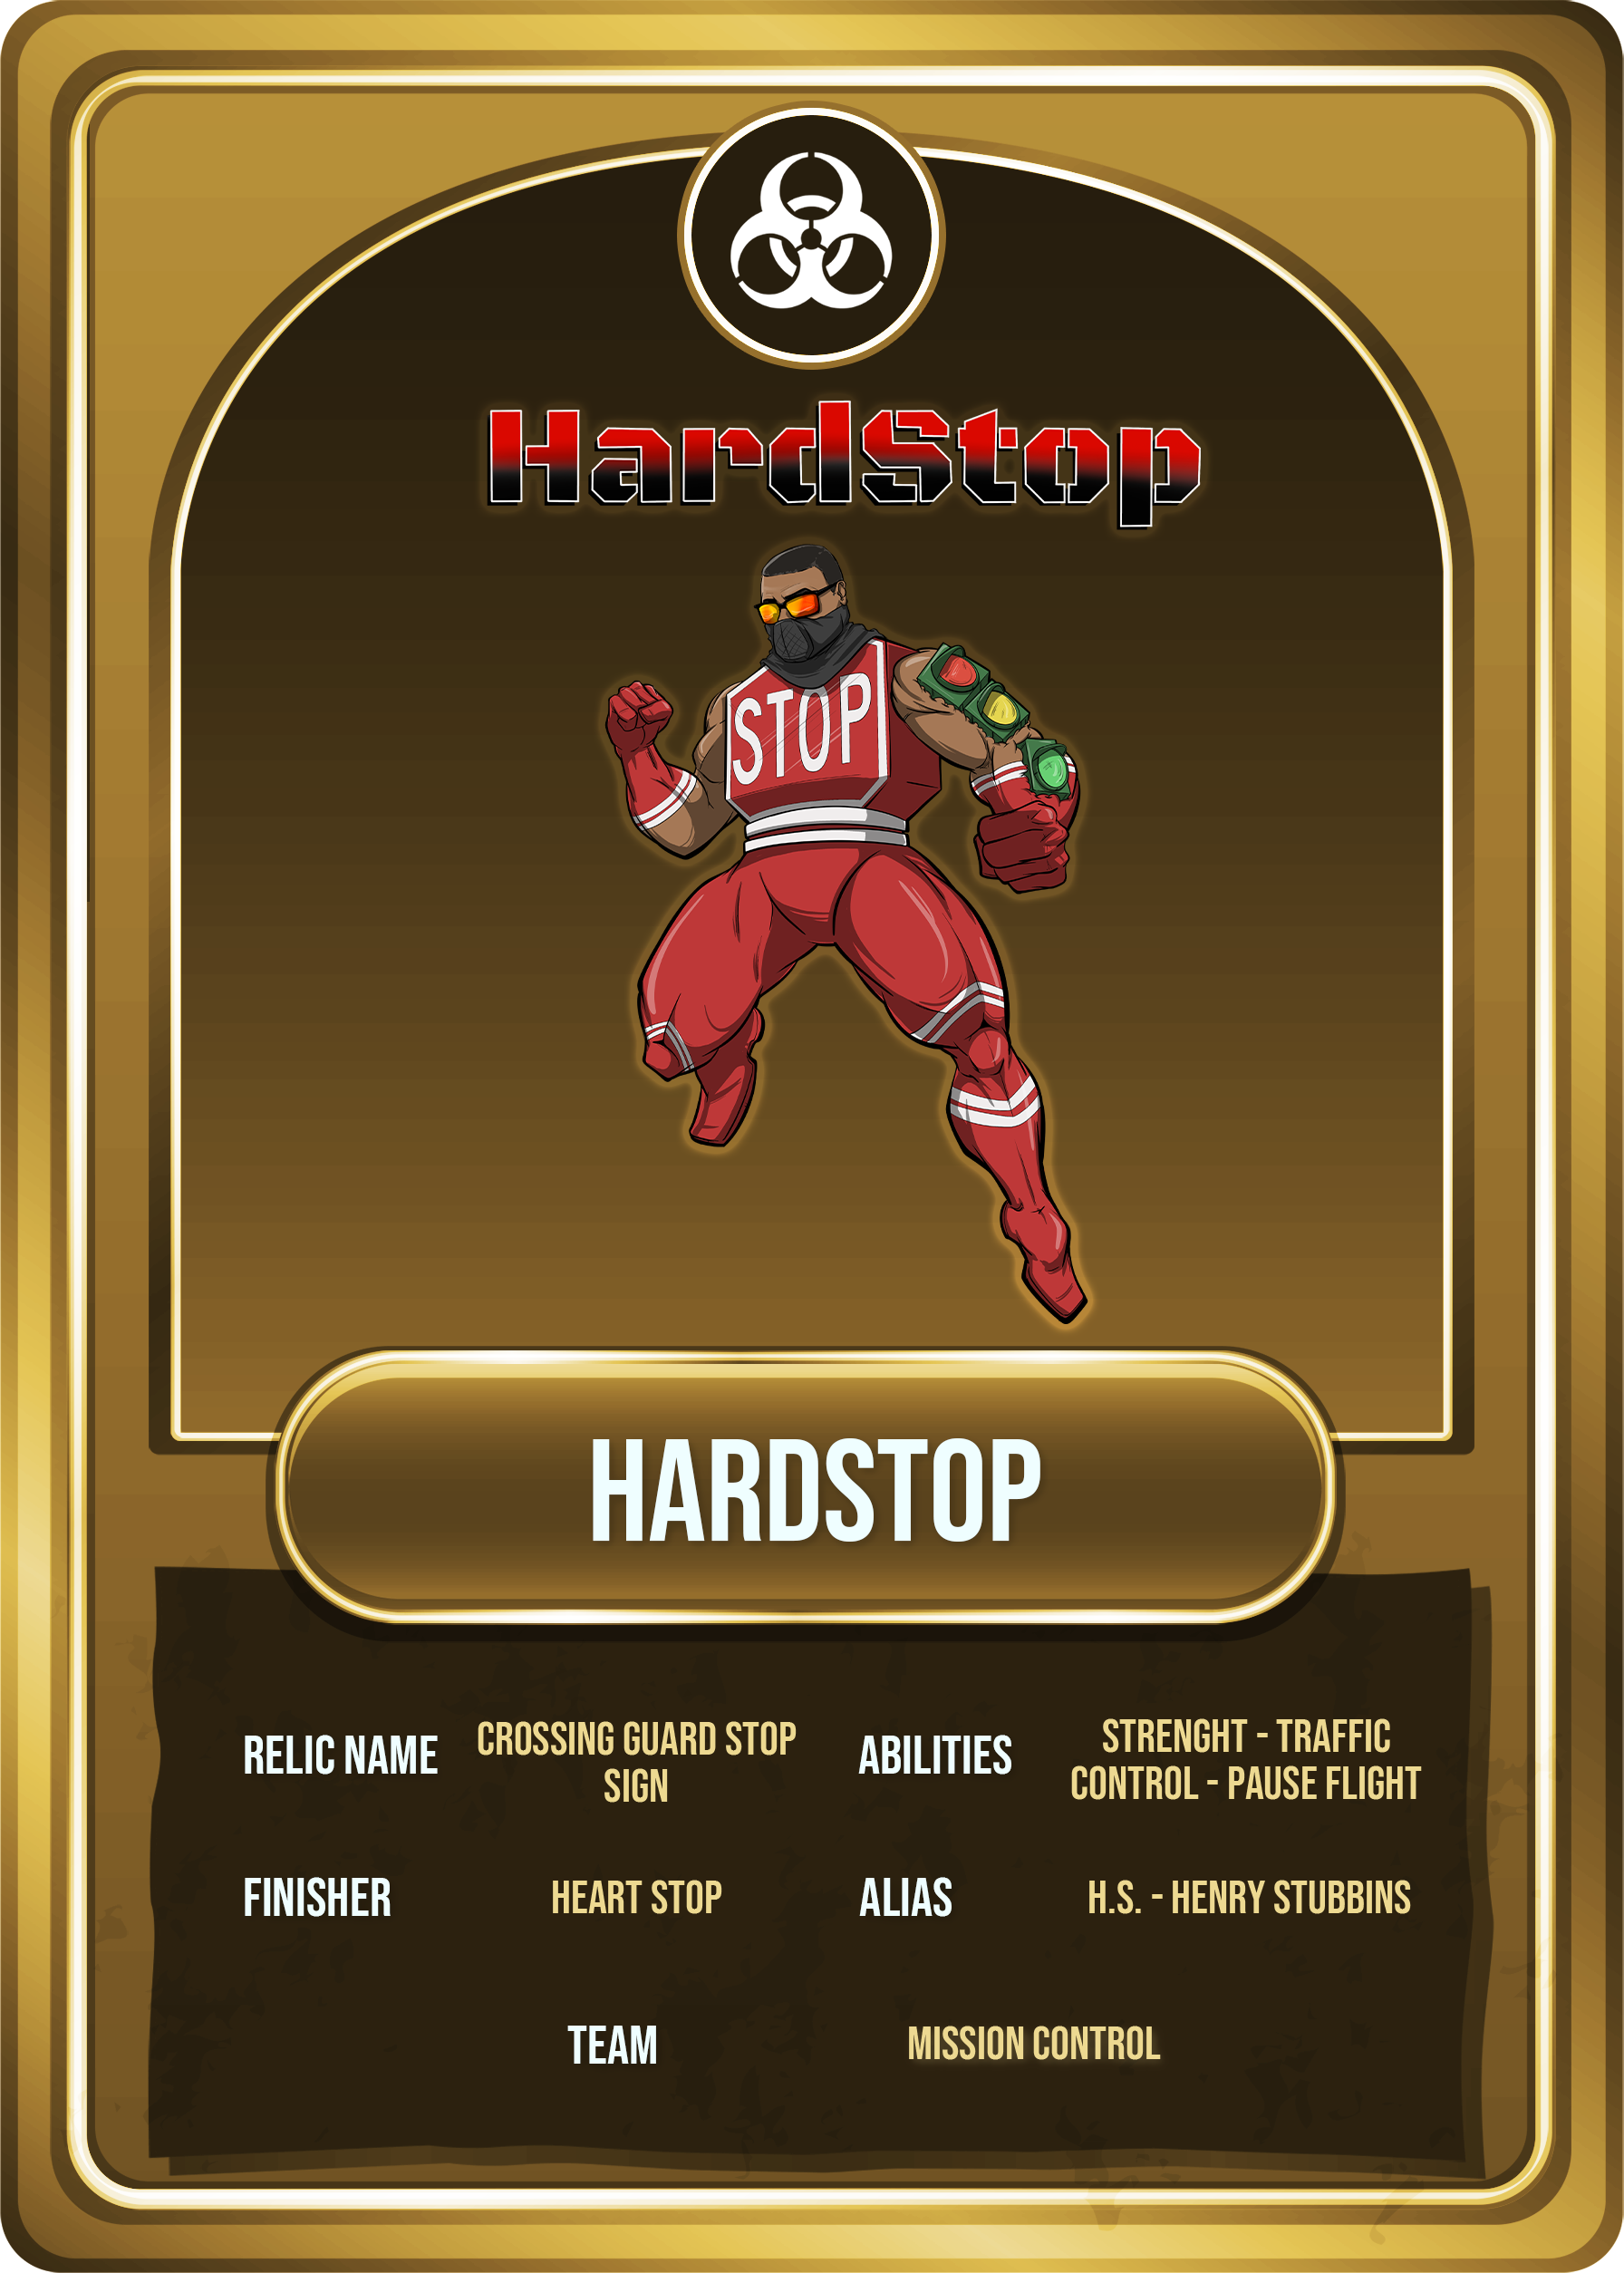 HardStop
STOP
HARDSTOP
RELIC NAME
CROSSING GUARD STOP
SIGN
ABILITIES
STRENGHT - TRAFFIC
CONTROL - PAUSE FLIGHT
FINISHER
HEART STOP
ALIAS
H.S. - HENRY STUBBINS
TEAM
MISSION CONTROL